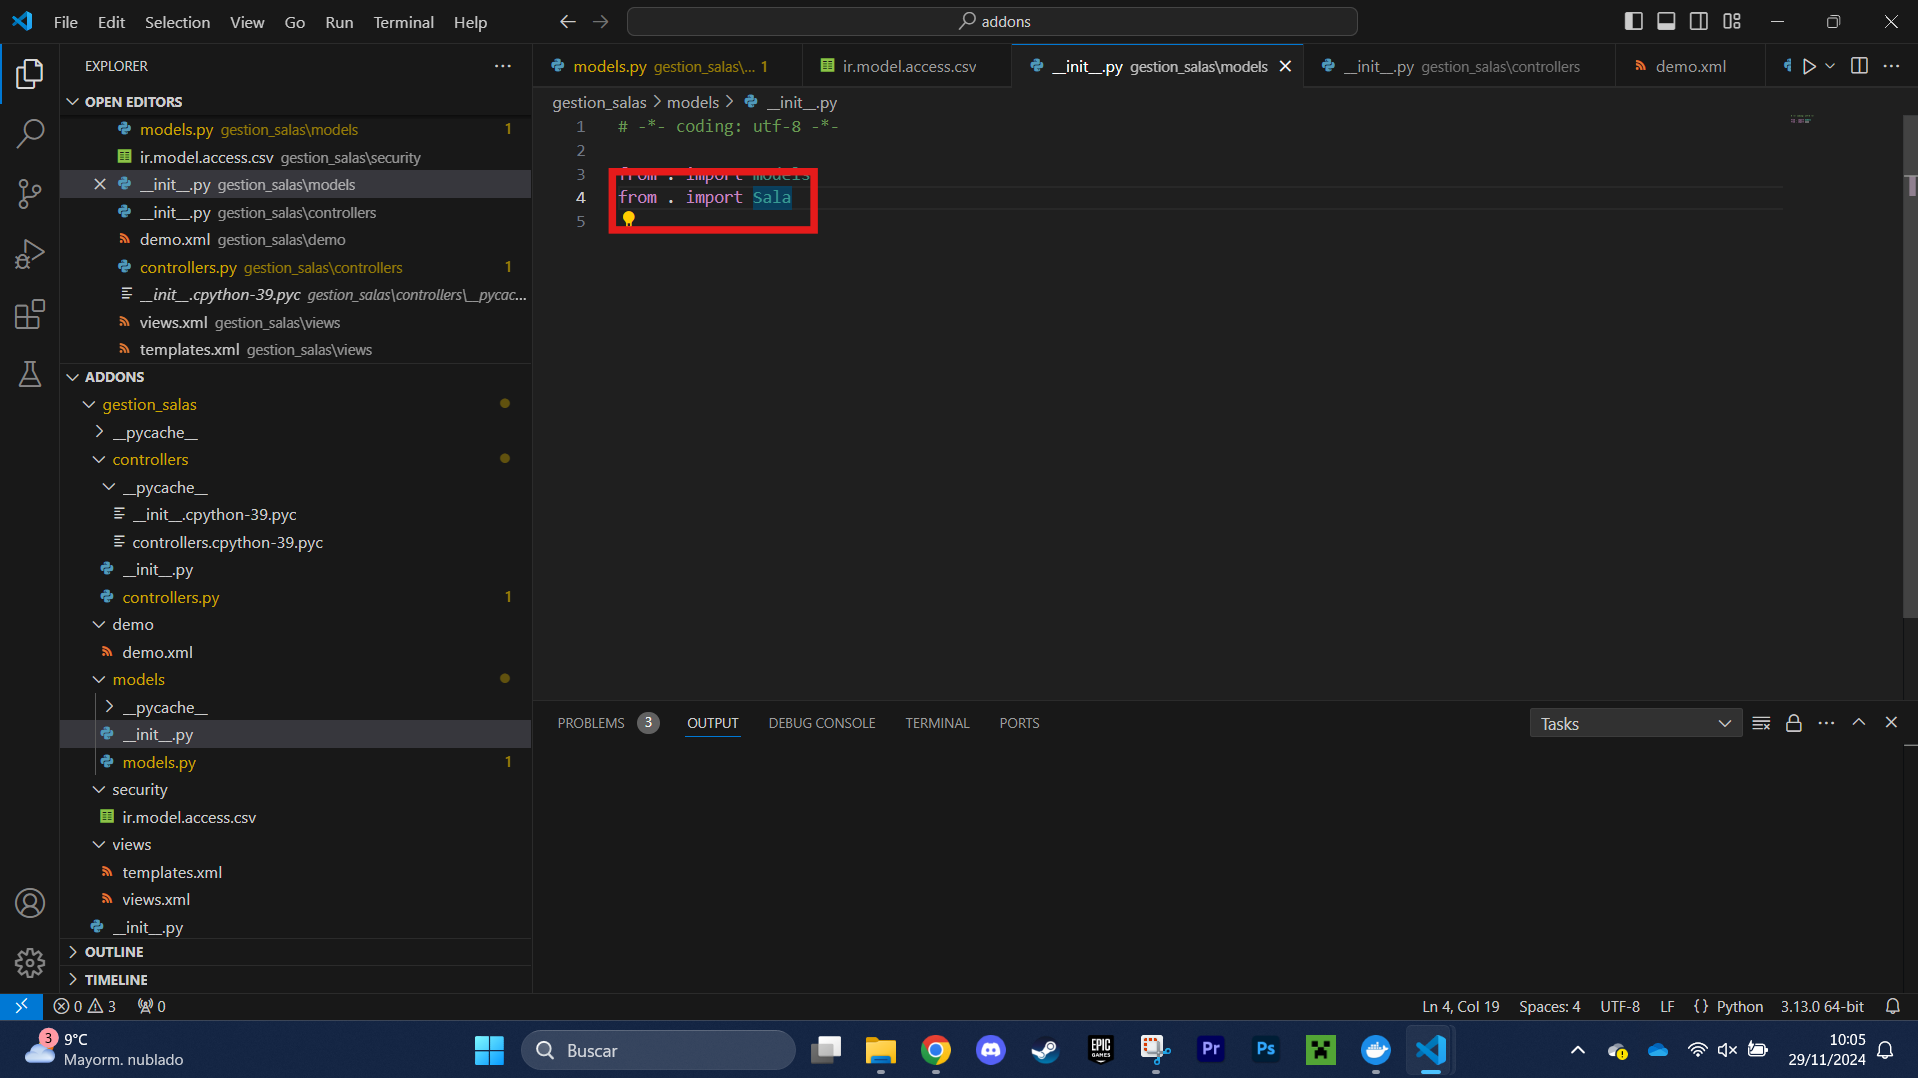 File Edit Selection View Go Run Terminal Help
addons
EXPLORER
OPEN EDITORS
models.py gestion_salas\models 1
ir.model.access.csv gestion_salas\security
__init__.py gestion_salas\models
__init__.py gestion_salas\controllers
demo.xml gestion_salas\demo
controllers.py gestion_salas\controllers 1
__init__.cpython-39.pyc gestion_salas\controllers\__pycac...
views.xml gestion_salas\views
templates.xml gestion_salas\views
ADDONS
gestion_salas
__pycache__
controllers
__pycache__
__init__.cpython-39.pyc
controllers.cpython-39.pyc
__init__.py
controllers.py 1
demo
demo.xml
models
__pycache__
__init__.py
models.py 1
security
ir.model.access.csv
views
templates.xml
views.xml
__init__.py
OUTLINE
TIMELINE
models.py gestion_salas\... 1
ir.model.access.csv
__init__.py gestion_salas\models
__init__.py gestion_salas\controllers
demo.xml
gestion_salas > models > __init__.py
1 # -*- coding: utf-8 -*-
2
3 from . import models
4 from . import Sala
5
PROBLEMS 3 OUTPUT DEBUG CONSOLE TERMINAL PORTS
Tasks
0 3 0
Ln 4, Col 19 Spaces: 4 UTF-8 LF {} Python 3.13.0 64-bit
3
9°C
Mayorm. nublado
Buscar
EPIC GAMES
Pr
Ps
10:05
29/11/2024